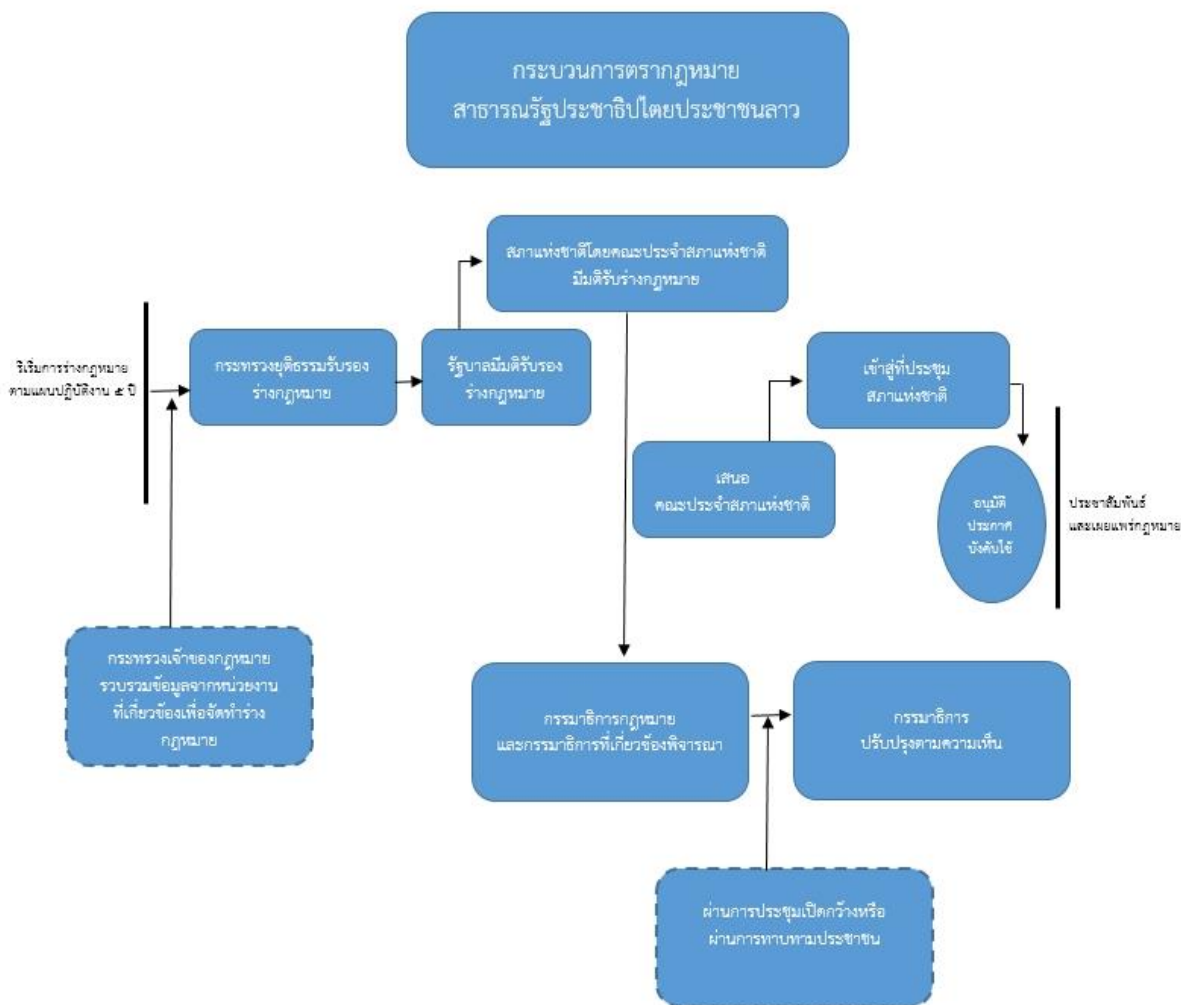 กระบวนการตรากฎหมาย
สาธารณรัฐประชาธิปไตยประชาชนลาว
สภาแห่งชาติโดยคณะประจำสภาแห่งชาติ
มีมติรับร่างกฎหมาย
ริเริ่มการร่างกฎหมาย
ตามแผนปฏิบัติงาน ๕ ปี
กระทรวงยุติธรรมรับรอง
ร่างกฎหมาย
รัฐบาลมีมติรับรอง
ร่างกฎหมาย
เข้าสู่ที่ประชุม
สภาแห่งชาติ
เสนอ
คณะประจำสภาแห่งชาติ
อนุมัติ
ประกาศ
บังคับใช้
ประชาสัมพันธ์
และเผยแพร่กฎหมาย
กระทรวงเจ้าของกฎหมาย
รวบรวมข้อมูลจากหน่วยงาน
ที่เกี่ยวข้องเพื่อจัดทำร่าง
กฎหมาย
กรรมาธิการกฎหมาย
และกรรมาธิการที่เกี่ยวข้องพิจารณา
กรรมาธิการ
ปรับปรุงตามความเห็น
ผ่านการประชุมเปิดกว้างหรือ
ผ่านการทาบทามประชาชน